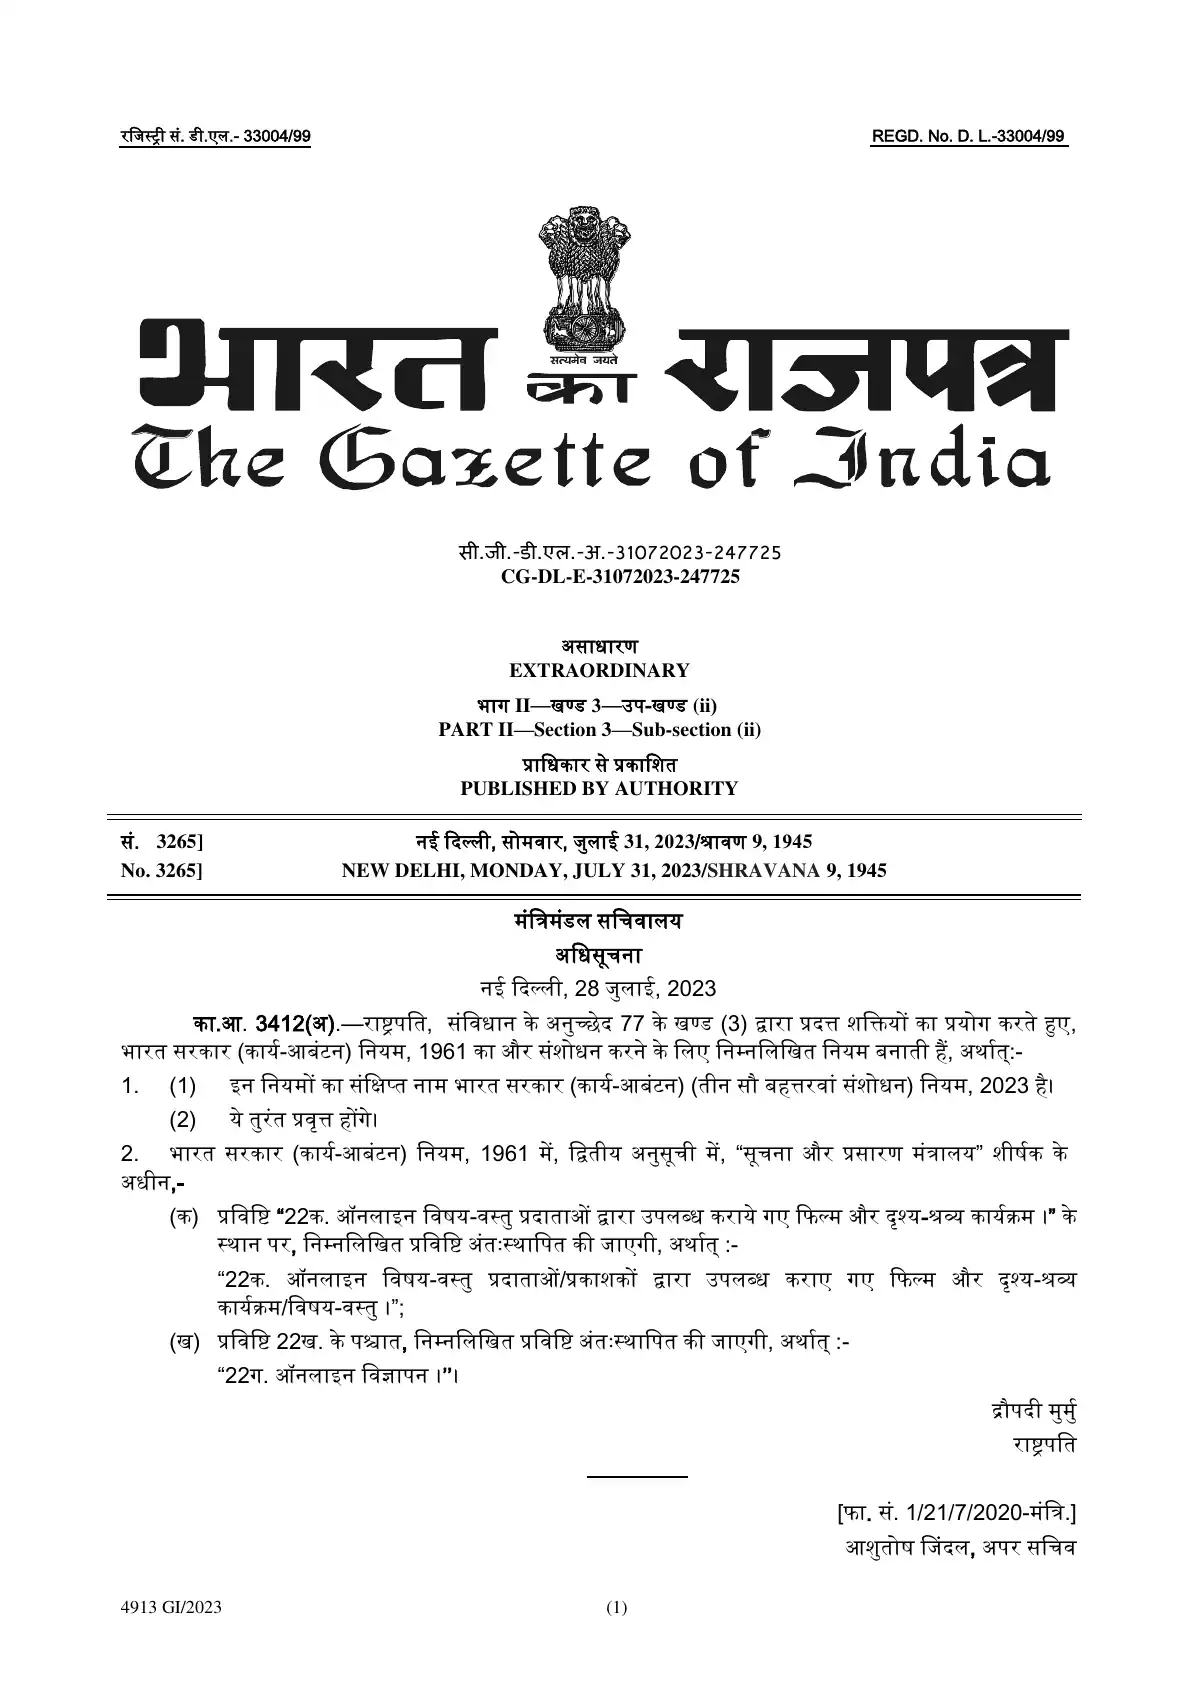 रजिस्ट्री सं. डी.एल.- 33004/99
REGD. No. D. L.-33004/99
सत्यमेव जयते
भारत का राजपत्र
The Gazette of India
सी.जी.-डी.एल.-अ.-31072023-247725
CG-DL-E-31072023-247725
असाधारण
EXTRAORDINARY
भाग II—खण्ड 3—उप-खण्ड (ii)
PART II—Section 3—Sub-section (ii)
प्राधिकार से प्रकाशित
PUBLISHED BY AUTHORITY
सं. 3265] नई दिल्ली, सोमवार, जुलाई 31, 2023/श्रावण 9, 1945
No. 3265] NEW DELHI, MONDAY, JULY 31, 2023/SHRAVANA 9, 1945
मंत्रिमंडल सचिवालय
अधिसूचना
नई दिल्ली, 28 जुलाई, 2023
का.आ. 3412(अ).—राष्ट्रपति, संविधान के अनुच्छेद 77 के खण्ड (3) द्वारा प्रदत्त शक्तियों का प्रयोग करते हुए,
भारत सरकार (कार्य-आबंटन) नियम, 1961 का और संशोधन करने के लिए निम्नलिखित नियम बनाती हैं, अर्थात्:-
1. (1) इन नियमों का संक्षिप्त नाम भारत सरकार (कार्य-आबंटन) (तीन सौ बहत्तरवां संशोधन) नियम, 2023 है।
(2) ये तुरंत प्रवृत्त होंगे।
2. भारत सरकार (कार्य-आबंटन) नियम, 1961 में, द्वितीय अनुसूची में, “सूचना और प्रसारण मंत्रालय” शीर्षक के
अधीन,-
(क) प्रविष्टि “22क. ऑनलाइन विषय-वस्तु प्रदाताओं द्वारा उपलब्ध कराये गए फिल्म और दृश्य-श्रव्य कार्यक्रम ।” के
स्थान पर, निम्नलिखित प्रविष्टि अंतःस्थापित की जाएगी, अर्थात् :-
“22क. ऑनलाइन विषय-वस्तु प्रदाताओं/प्रकाशकों द्वारा उपलब्ध कराए गए फिल्म और दृश्य-श्रव्य
कार्यक्रम/विषय-वस्तु ।”;
(ख) प्रविष्टि 22ख. के पश्चात, निम्नलिखित प्रविष्टि अंतःस्थापित की जाएगी, अर्थात् :-
“22ग. ऑनलाइन विज्ञापन ।”।
द्रौपदी मुर्मु
राष्ट्रपति
[फा. सं. 1/21/7/2020-मंत्रि.]
आशुतोष जिंदल, अपर सचिव
4913 GI/2023 (1)